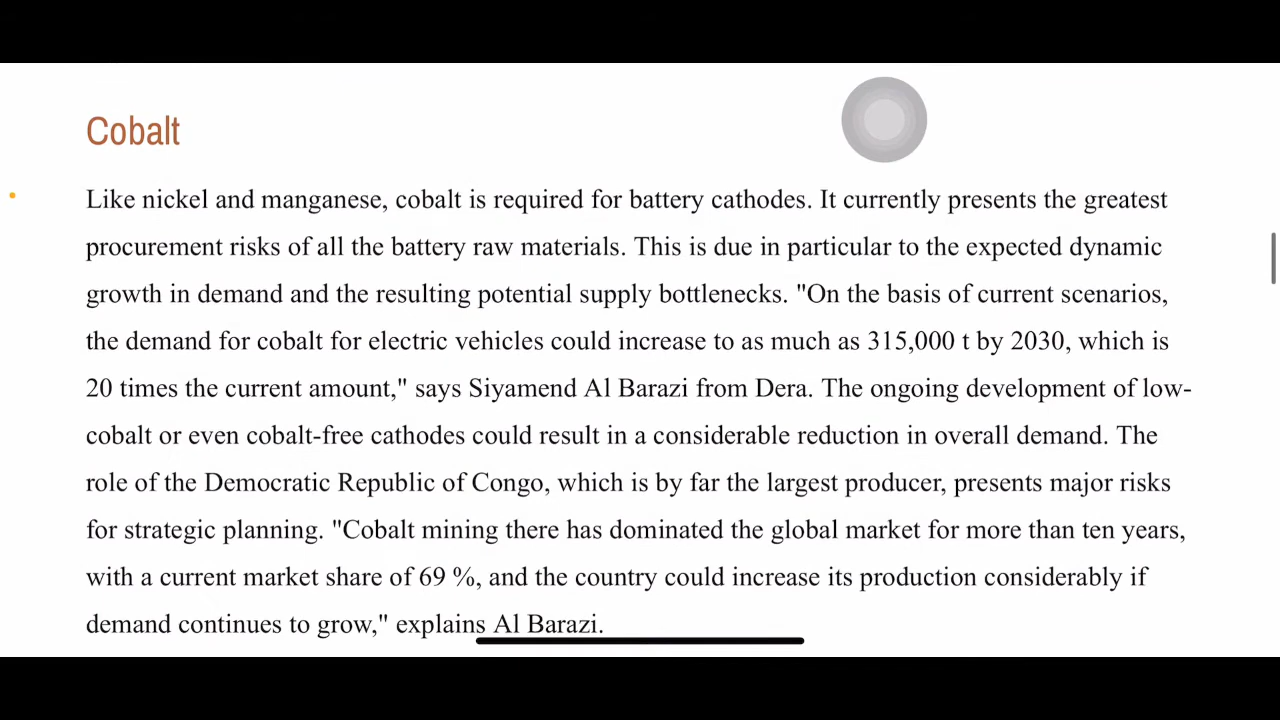 Cobalt
Like nickel and manganese, cobalt is required for battery cathodes. It currently presents the greatest
procurement risks of all the battery raw materials. This is due in particular to the expected dynamic
growth in demand and the resulting potential supply bottlenecks. "On the basis of current scenarios,
the demand for cobalt for electric vehicles could increase to as much as 315,000 t by 2030, which is
20 times the current amount," says Siyamend Al Barazi from Dera. The ongoing development of low-
cobalt or even cobalt-free cathodes could result in a considerable reduction in overall demand. The
role of the Democratic Republic of Congo, which is by far the largest producer, presents major risks
for strategic planning. "Cobalt mining there has dominated the global market for more than ten years,
with a current market share of 69 %, and the country could increase its production considerably if
demand continues to grow," explains Al Barazi.